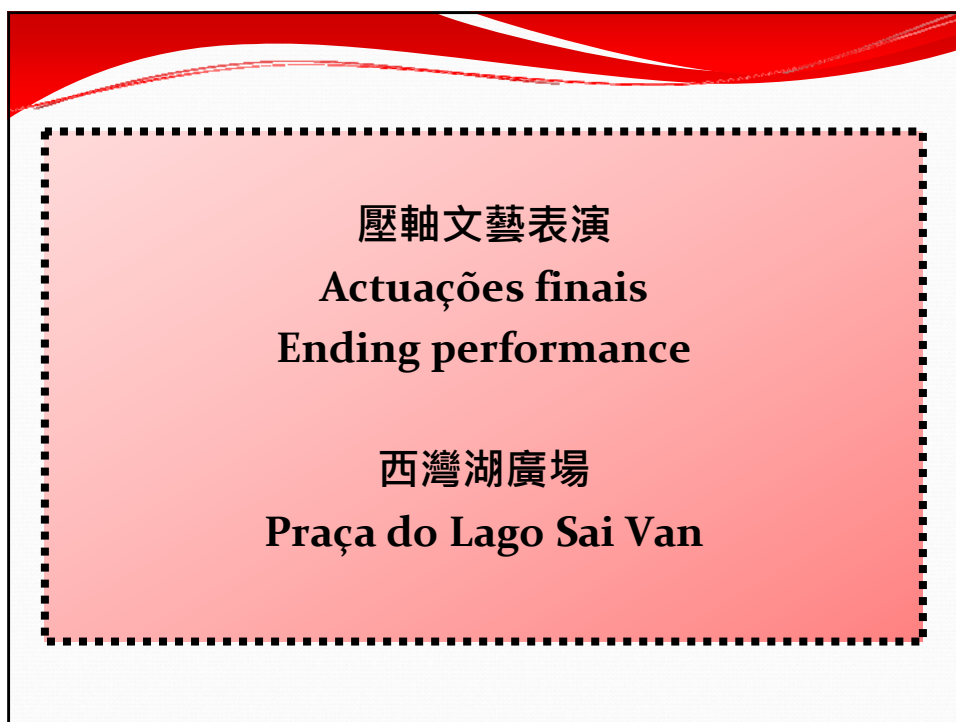 壓軸文藝表演
Actuações finais
Ending performance
西灣湖廣場
Praça do Lago Sai Van